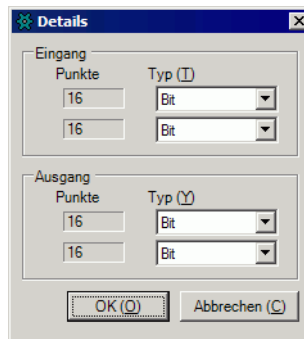 Details
Eingang
Punkte Typ (T)
16 Bit
16 Bit
Ausgang
Punkte Typ (Y)
16 Bit
16 Bit
OK (O) Abbrechen (C)